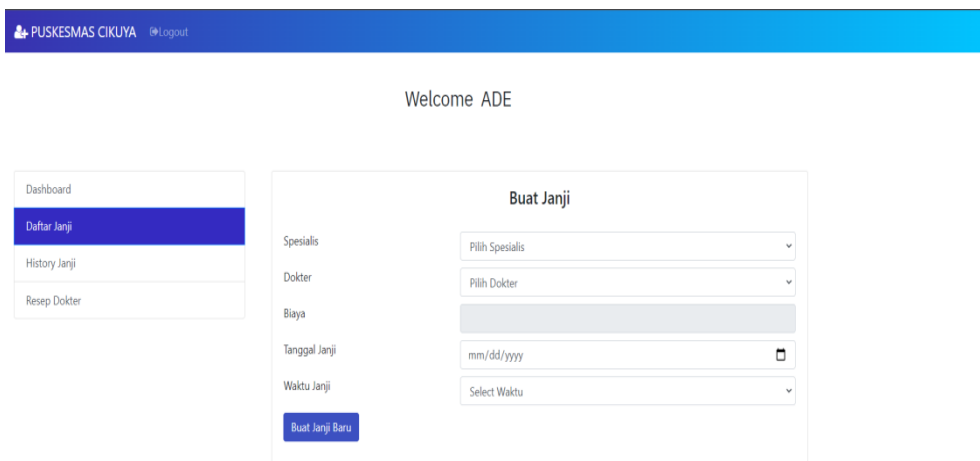 PUSKESMAS CIKUYA Logout
Welcome ADE
Dashboard
Daftar Janji
History Janji
Resep Dokter
Buat Janji
Spesialis Pilih Spesialis
Dokter Pilih Dokter
Biaya
Tanggal Janji mm/dd/yyyy
Waktu Janji Select Waktu
Buat Janji Baru